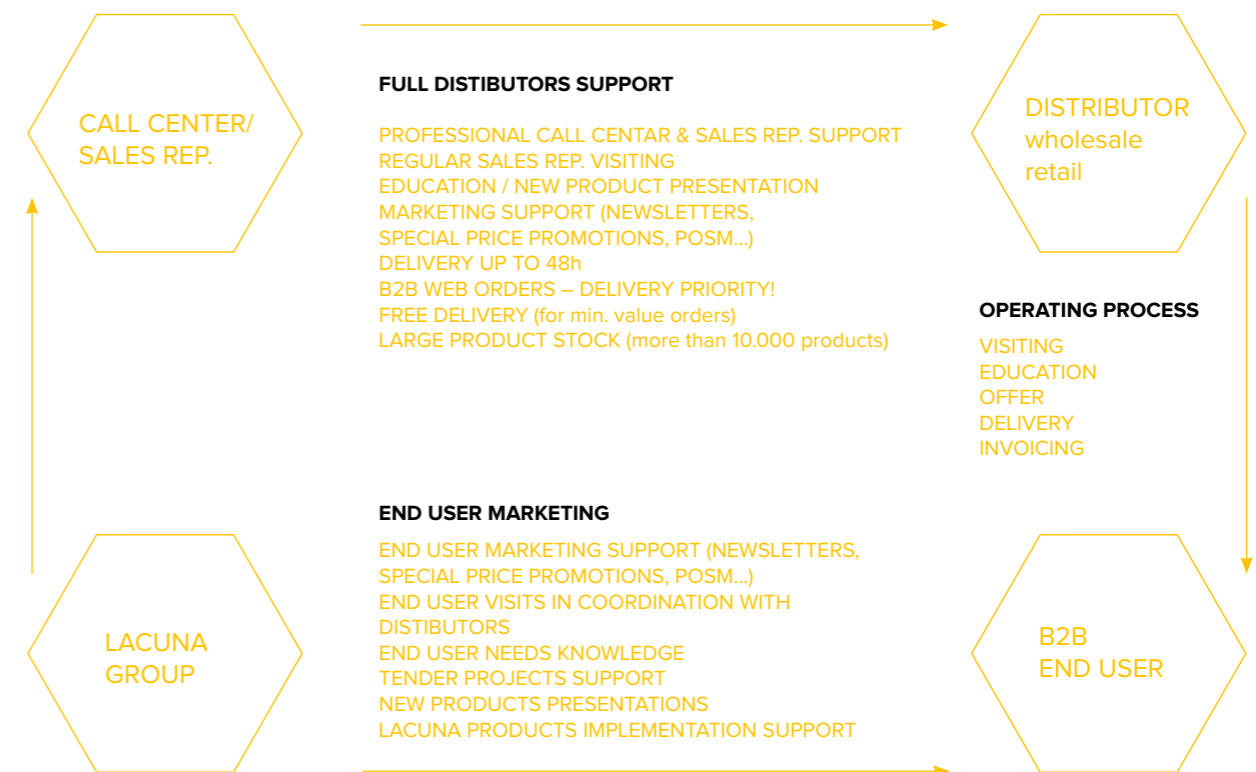 CALL CENTER/
SALES REP.
FULL DISTIBUTORS SUPPORT
PROFESSIONAL CALL CENTAR & SALES REP. SUPPORT
REGULAR SALES REP. VISITING
EDUCATION / NEW PRODUCT PRESENTATION
MARKETING SUPPORT (NEWSLETTERS,
SPECIAL PRICE PROMOTIONS, POSM...)
DELIVERY UP TO 48h
B2B WEB ORDERS – DELIVERY PRIORITY!
FREE DELIVERY (for min. value orders)
LARGE PRODUCT STOCK (more than 10.000 products)
DISTRIBUTOR
wholesale
retail
OPERATING PROCESS
VISITING
EDUCATION
OFFER
DELIVERY
INVOICING
LACUNA
GROUP
END USER MARKETING
END USER MARKETING SUPPORT (NEWSLETTERS,
SPECIAL PRICE PROMOTIONS, POSM...)
END USER VISITS IN COORDINATION WITH
DISTIBUTORS
END USER NEEDS KNOWLEDGE
TENDER PROJECTS SUPPORT
NEW PRODUCTS PRESENTATIONS
LACUNA PRODUCTS IMPLEMENTATION SUPPORT
B2B
END USER